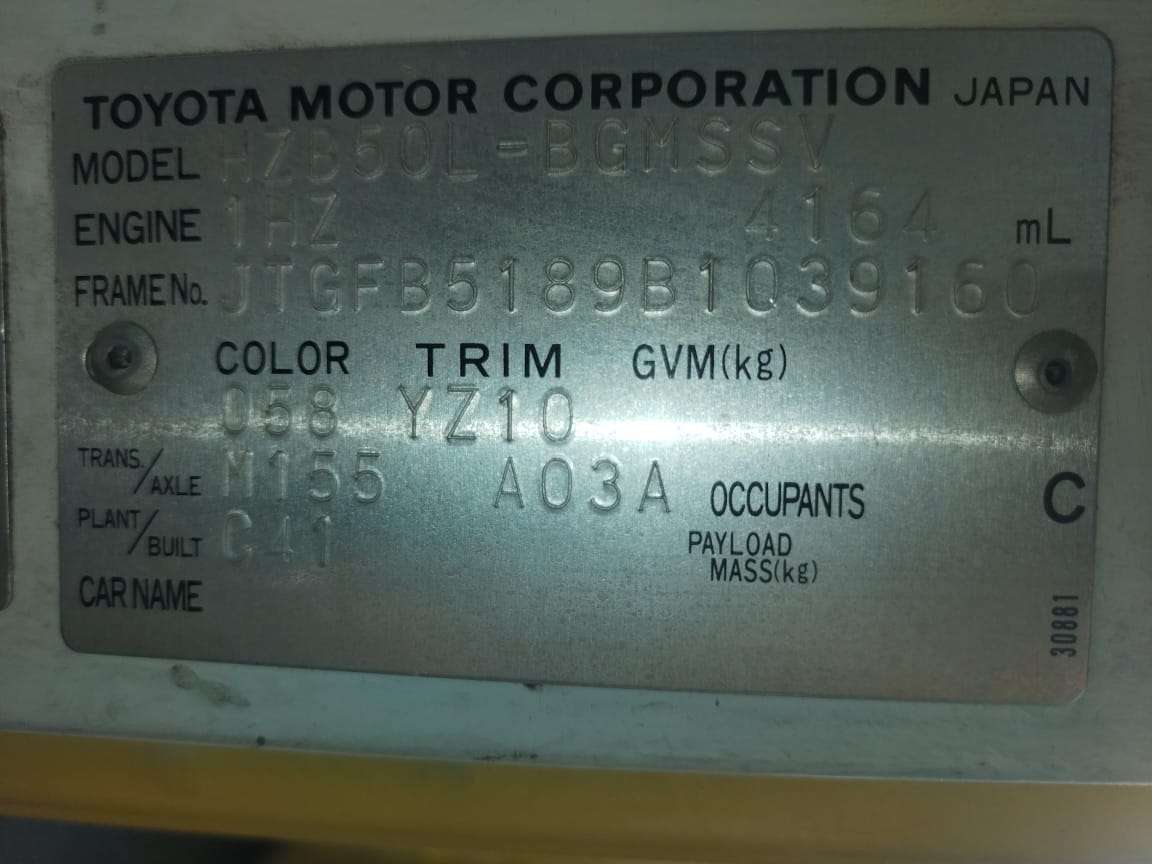 TOYOTA MOTOR CORPORATION JAPAN
MODEL HZB50L-BGMSSV
ENGINE 1HZ 4164 mL
FRAME No. JTGFB5189B1039160
COLOR TRIM GVM(kg)
058 YZ10
TRANS./AXLE M155 A03A OCCUPANTS C
PLANT/BUILT C41 PAYLOAD MASS(kg)
CAR NAME
30881